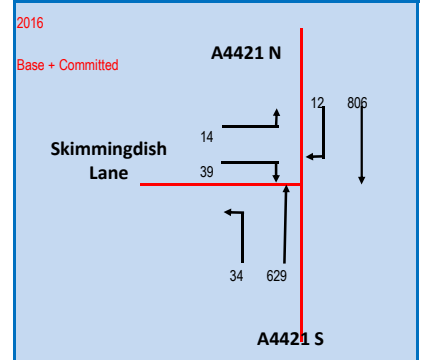 2016
A4421 N
Base + Committed
12 806
14
Skimmingdish
Lane
39
34 629
A4421 S